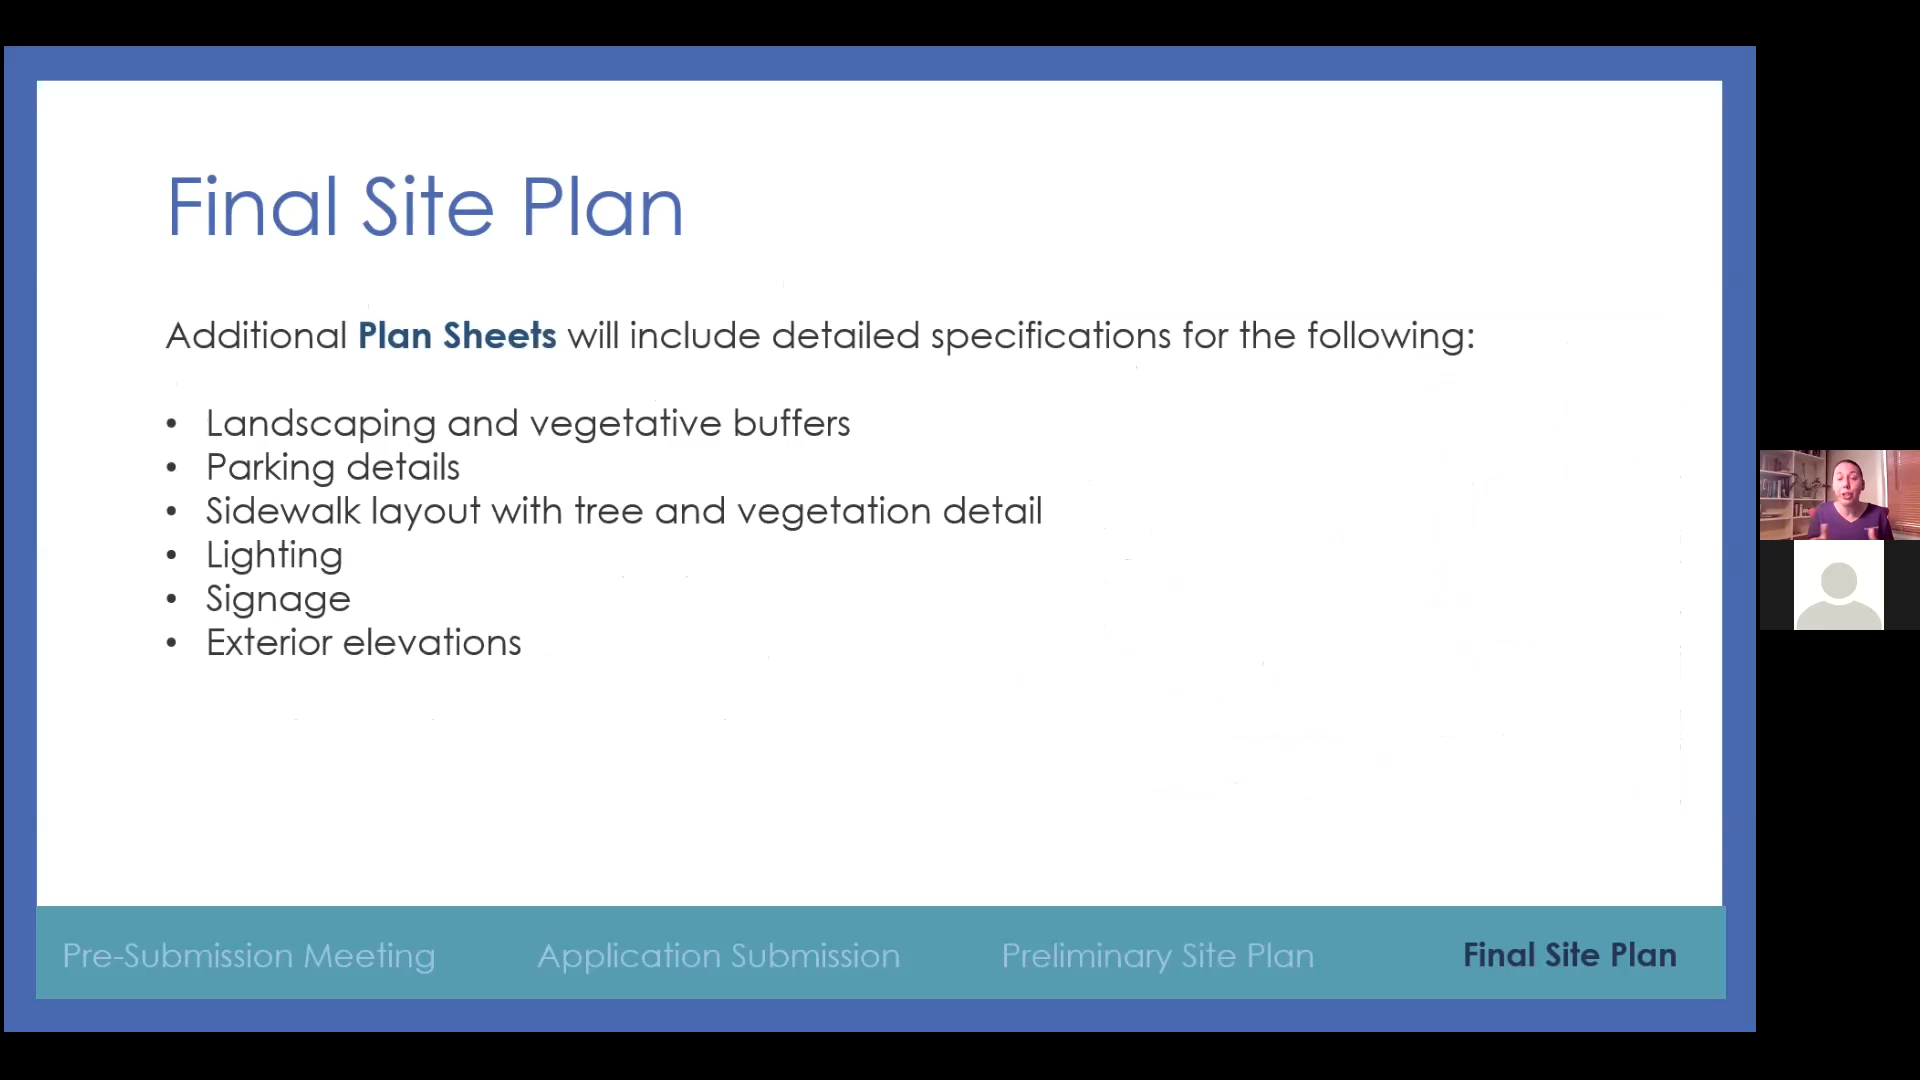 Final Site Plan
Additional Plan Sheets will include detailed specifications for the following:
• Landscaping and vegetative buffers
• Parking details
• Sidewalk layout with tree and vegetation detail
• Lighting
• Signage
• Exterior elevations
Pre-Submission Meeting Application Submission Preliminary Site Plan Final Site Plan